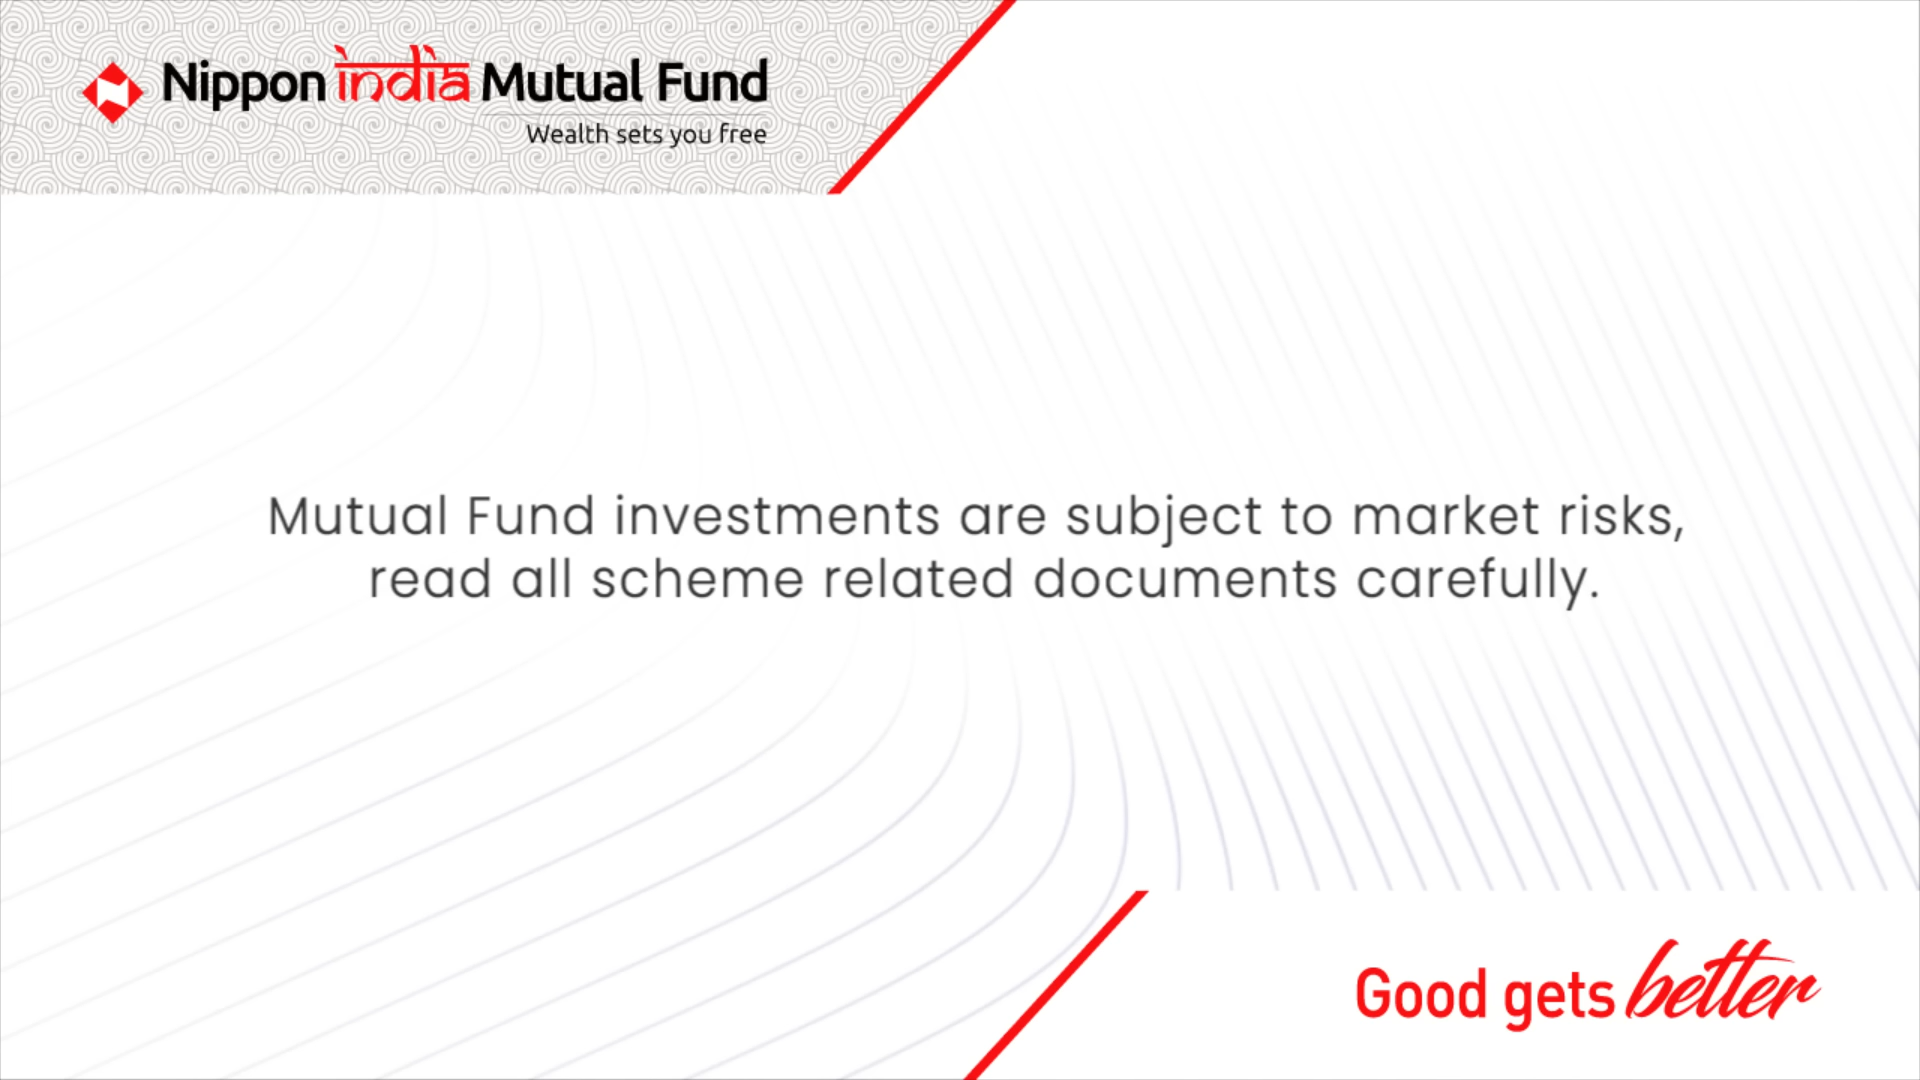 Nippon india Mutual Fund
Wealth sets you free
Mutual Fund investments are subject to market risks,
read all scheme related documents carefully.
Good gets better